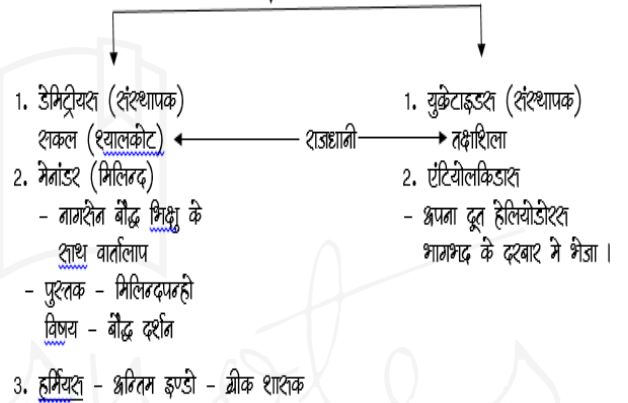 1. डेमिट्रीयस (संस्थापक)
सकल (श्यालकोट)
राजधानी
2. मेनांडर (मिलिन्द)
- नागसेन बौद्ध भिक्षु के
साथ वार्तालाप
- पुस्तक - मिलिन्दपन्हो
विषय - बौद्ध दर्शन
3. हर्मियस - अन्तिम इण्डो - ग्रीक शासक
1. युक्रेटाइडस (संस्थापक)
तक्षशिला
2. एंटियोलकिडास
- अपना दूत हेलियोडोरस
भागभद्र के दरबार मे भेजा ।